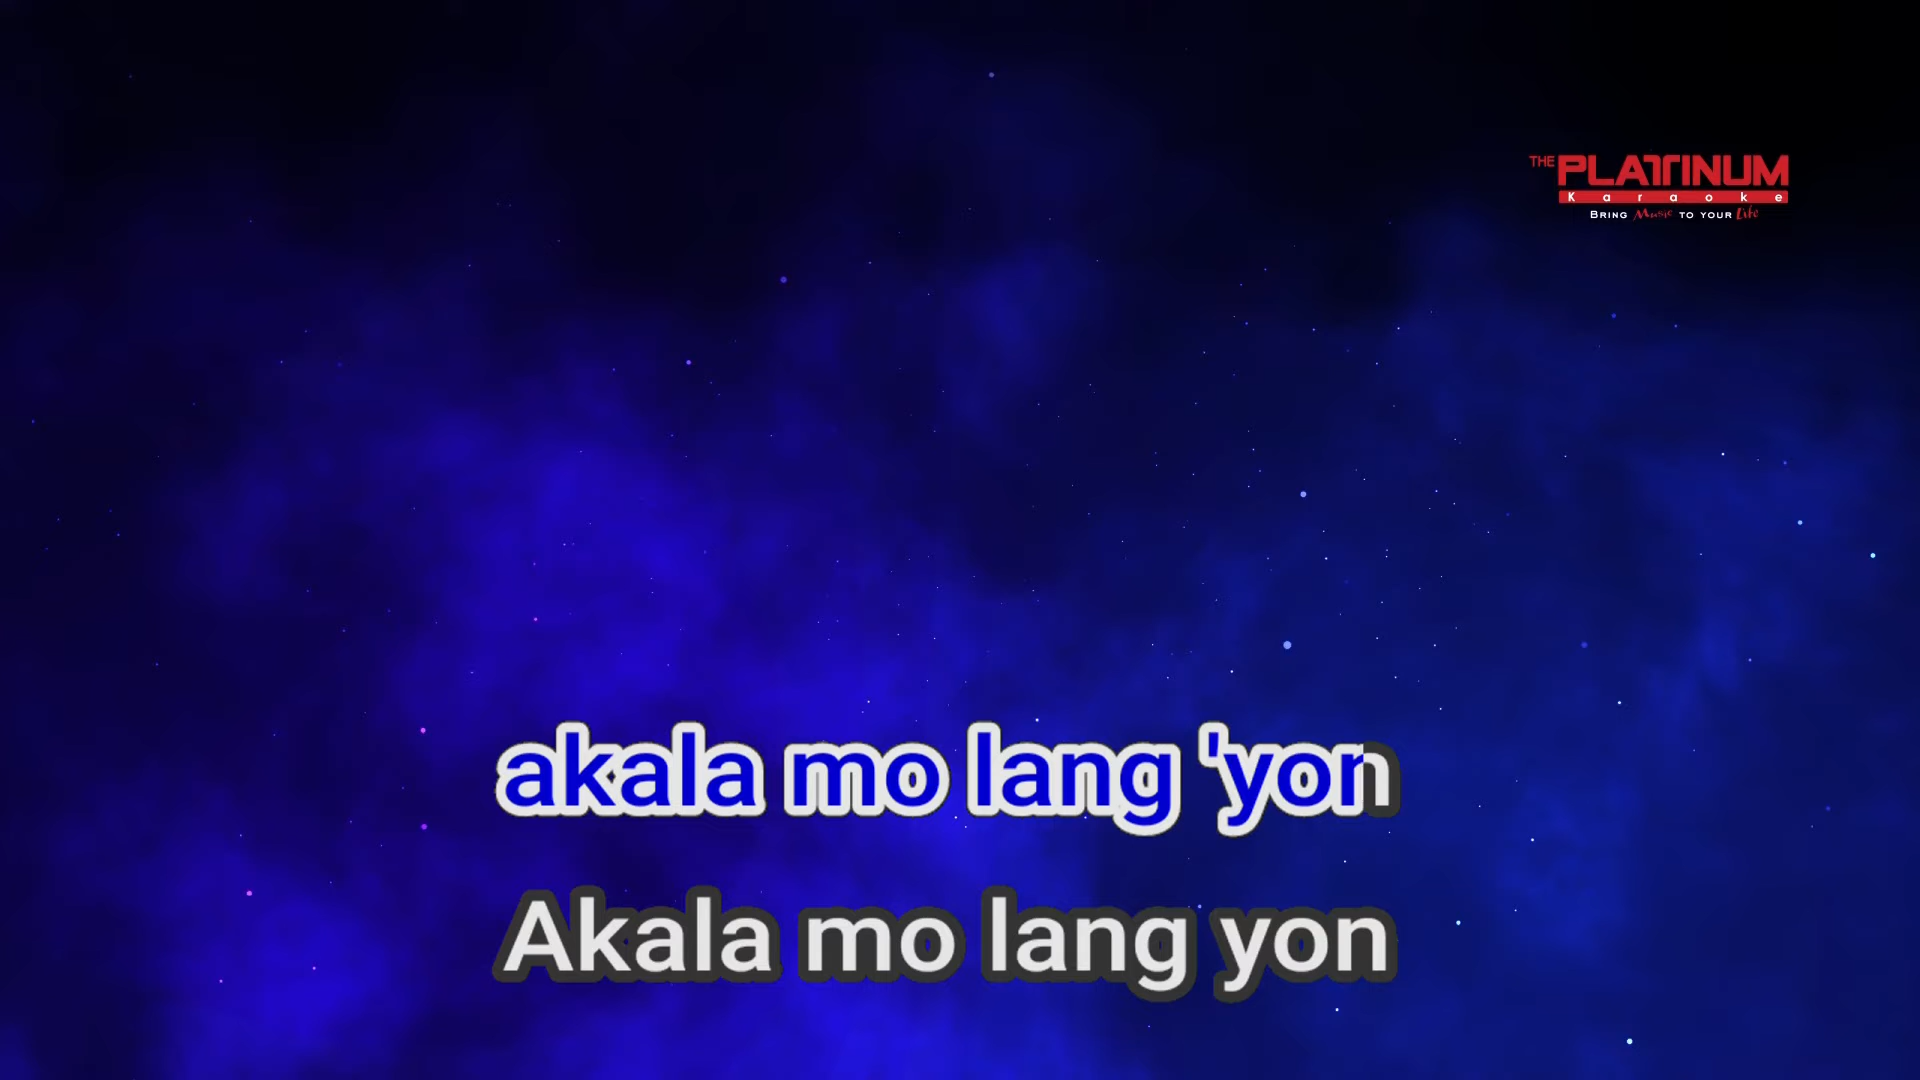 THE PLATINUM
Karaoke
BRING Music TO YOUR Life
akala mo lang 'yon
Akala mo lang yon